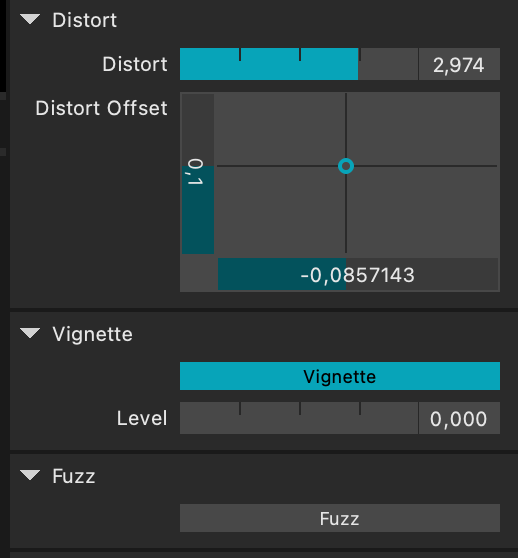 Distort
Distort 2,974
Distort Offset
0,1
-0,0857143
Vignette
Vignette
Level 0,000
Fuzz
Fuzz